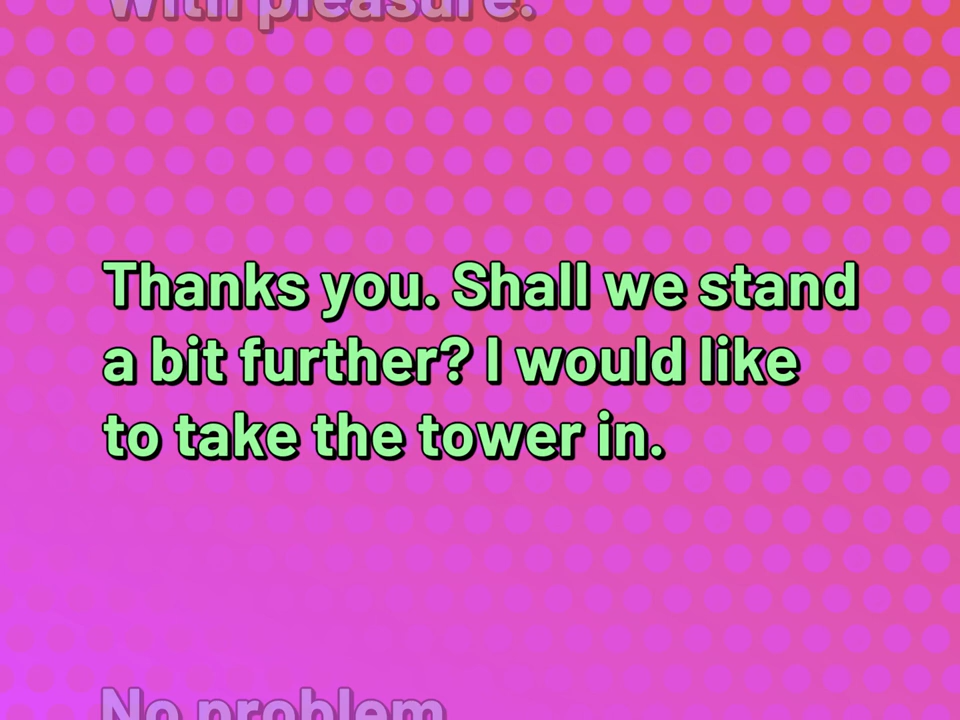 With pleasure.
Thanks you. Shall we stand
a bit further? I would like
to take the tower in.
No problem